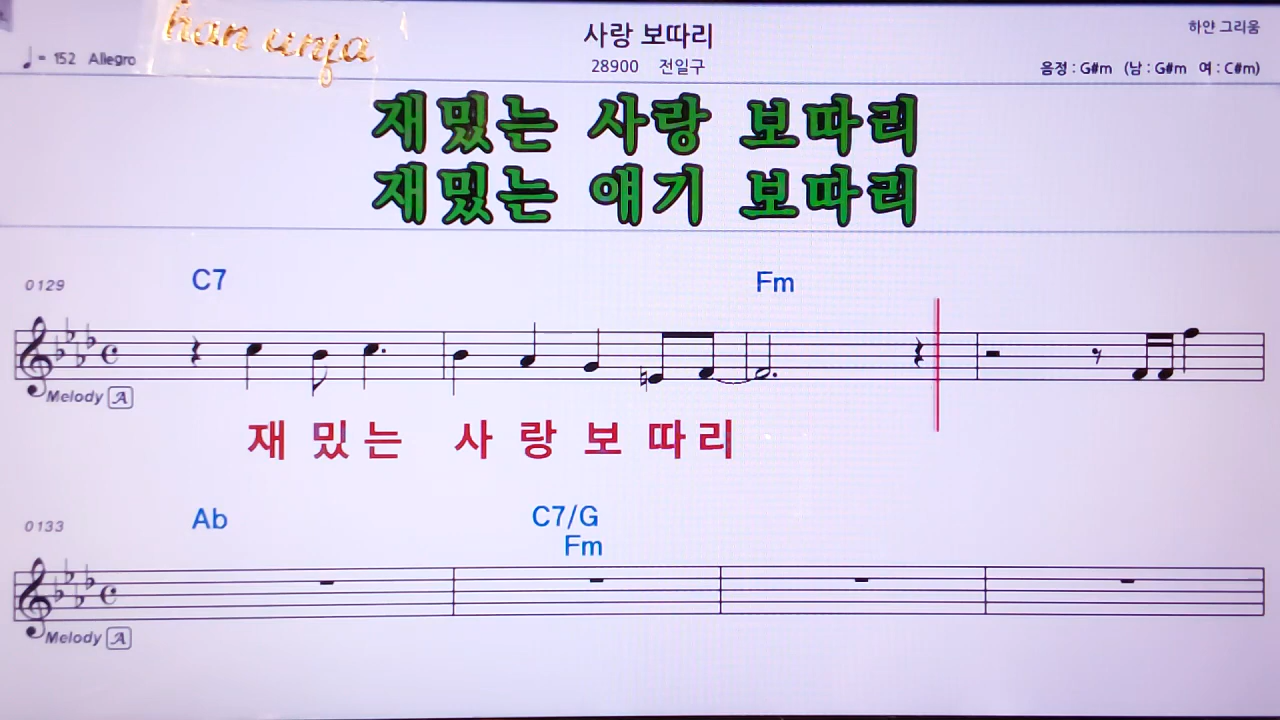 han unja
사랑 보따리
하얀 그리움
♩ = 152 Allegro
28900 전일구
음정 : G#m (남 : G#m 여 : C#m)
재밌는 사랑 보따리
재밌는 얘기 보따리
0129
C7 Fm
Melody A
재 밌 는 사 랑 보 따 리
0133
Ab C7/G
Fm
Melody A